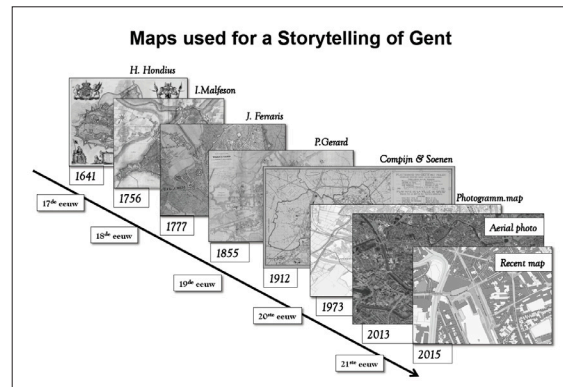 Maps used for a Storytelling of Gent
H. Hondius
I.Malfeson
J. Ferraris
P.Gerard
Compijn & Soenen
Photogramm.map
Aerial photo
Recent map
1641
1756
1777
1855
1912
1973
2013
2015
17de eeuw
18de eeuw
19de eeuw
20ste eeuw
21ste eeuw